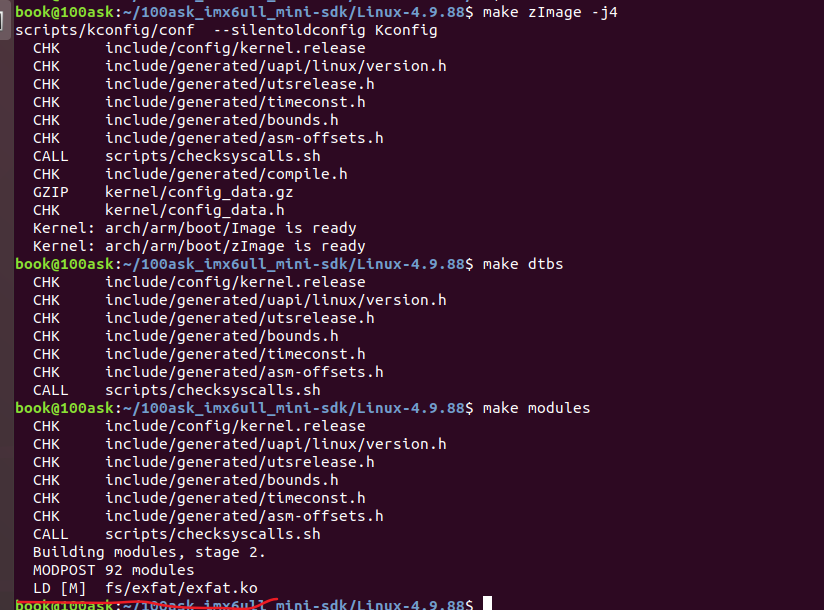 book@100ask:~/100ask_imx6ull_mini-sdk/Linux-4.9.88$ make zImage -j4
scripts/kconfig/conf  --silentoldconfig Kconfig
  CHK     include/config/kernel.release
  CHK     include/generated/uapi/linux/version.h
  CHK     include/generated/utsrelease.h
  CHK     include/generated/timeconst.h
  CHK     include/generated/bounds.h
  CHK     include/generated/asm-offsets.h
  CALL    scripts/checksyscalls.sh
  CHK     include/generated/compile.h
  GZIP    kernel/config_data.gz
  CHK     kernel/config_data.h
  Kernel: arch/arm/boot/Image is ready
  Kernel: arch/arm/boot/zImage is ready
book@100ask:~/100ask_imx6ull_mini-sdk/Linux-4.9.88$ make dtbs
  CHK     include/config/kernel.release
  CHK     include/generated/uapi/linux/version.h
  CHK     include/generated/utsrelease.h
  CHK     include/generated/bounds.h
  CHK     include/generated/timeconst.h
  CHK     include/generated/asm-offsets.h
  CALL    scripts/checksyscalls.sh
book@100ask:~/100ask_imx6ull_mini-sdk/Linux-4.9.88$ make modules
  CHK     include/config/kernel.release
  CHK     include/generated/uapi/linux/version.h
  CHK     include/generated/utsrelease.h
  CHK     include/generated/bounds.h
  CHK     include/generated/timeconst.h
  CHK     include/generated/asm-offsets.h
  CALL    scripts/checksyscalls.sh
  Building modules, stage 2.
  MODPOST 92 modules
  LD [M]  fs/exfat/exfat.ko
book@100ask:~/100ask_imx6ull_mini-sdk/Linux-4.9.88$